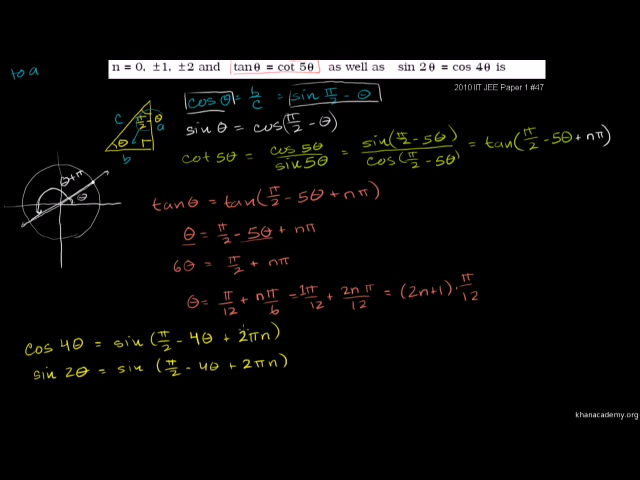 n = 0, ±1, ±2 and tanθ = cot 5θ as well as sin 2θ = cos 4θ is
2010 IIT JEE Paper 1 #47
to a
cos θ = b/c = sin π/2 - θ
sin θ = cos(π/2 - θ)
c π/2 - θ a
θ b
cot 5θ = cos 5θ / sin 5θ = sin(π/2 - 5θ) / cos(π/2 - 5θ) = tan(π/2 - 5θ + nπ)
θ+π
θ
tan θ = tan(π/2 - 5θ + nπ)
θ = π/2 - 5θ + nπ
6θ = π/2 + nπ
θ = π/12 + nπ/6 = 1π/12 + 2nπ/12 = (2n+1) · π/12
cos 4θ = sin (π/2 - 4θ + 2πn)
sin 2θ = sin (π/2 - 4θ + 2πn)
khanacademy.org